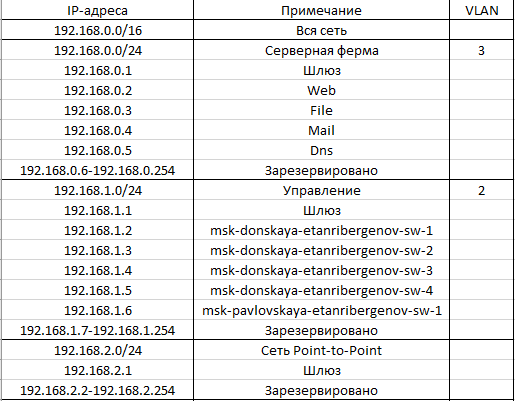 IP-адреса Примечание VLAN
192.168.0.0/16 Вся сеть
192.168.0.0/24 Серверная ферма 3
192.168.0.1 Шлюз
192.168.0.2 Web
192.168.0.3 File
192.168.0.4 Mail
192.168.0.5 Dns
192.168.0.6-192.168.0.254 Зарезервировано
192.168.1.0/24 Управление 2
192.168.1.1 Шлюз
192.168.1.2 msk-donskaya-etanribergenov-sw-1
192.168.1.3 msk-donskaya-etanribergenov-sw-2
192.168.1.4 msk-donskaya-etanribergenov-sw-3
192.168.1.5 msk-donskaya-etanribergenov-sw-4
192.168.1.6 msk-pavlovskaya-etanribergenov-sw-1
192.168.1.7-192.168.1.254 Зарезервировано
192.168.2.0/24 Сеть Point-to-Point
192.168.2.1 Шлюз
192.168.2.2-192.168.2.254 Зарезервировано